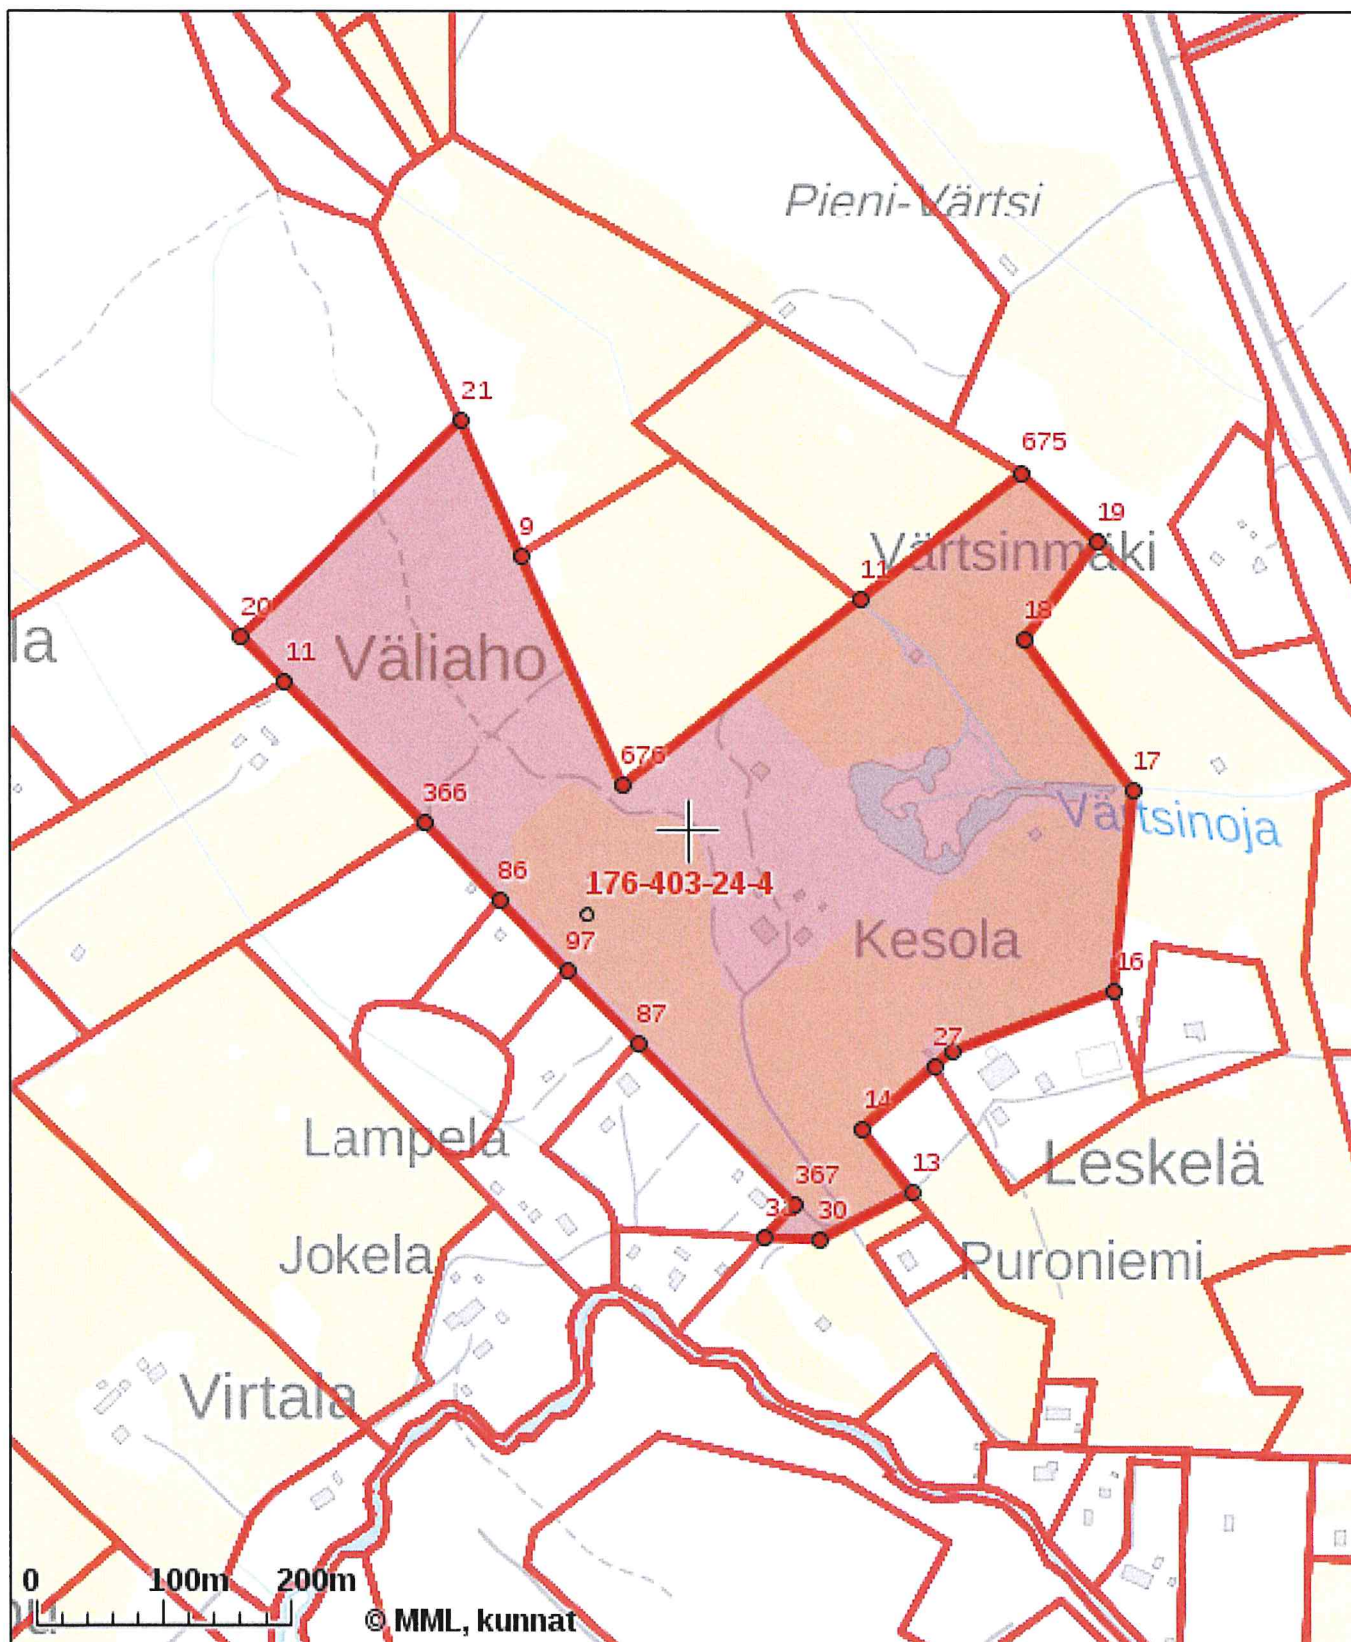 Pieni-Värtsi
21
675
9
19
Värtsinmäki
11
18
20
la
11
Väliaho
676
17
366
Värtsinoja
86
176-403-24-4
97
Kesola
16
87
27
14
Lampela
Leskelä
367
13
30
Jokela
Puroniemi
Virtala
0 100m 200m
© MML, kunnat